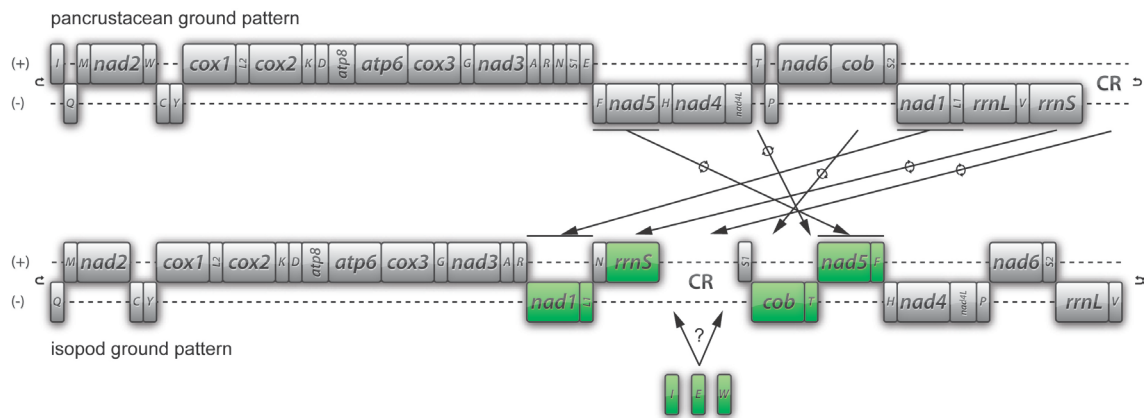 pancrustacean ground pattern
(+) I M nad2 W cox1 L2 cox2 K D atp8 atp6 cox3 G nad3 A R N S1 E T nad6 cob S2
CR
(-) Q C Y F nad5 H nad4 nad4L P nad1 L1 rrnL V rrnS
(+) M nad2 cox1 L2 cox2 K D atp8 atp6 cox3 G nad3 A R N rrnS S1 nad5 F nad6 S2
CR
(-) Q C Y nad1 L1 cob T H nad4 nad4L P rrnL V
?
isopod ground pattern
I E W